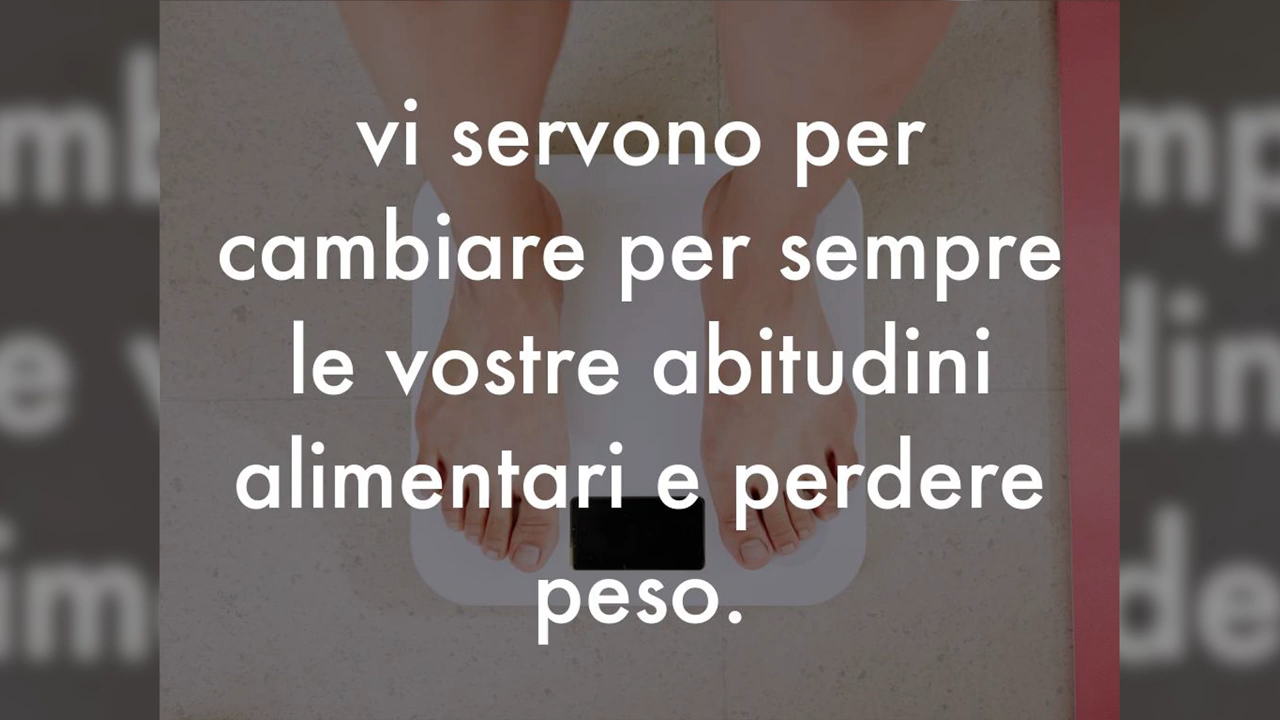 vi servono per
cambiare per sempre
le vostre abitudini
alimentari e perdere
peso.